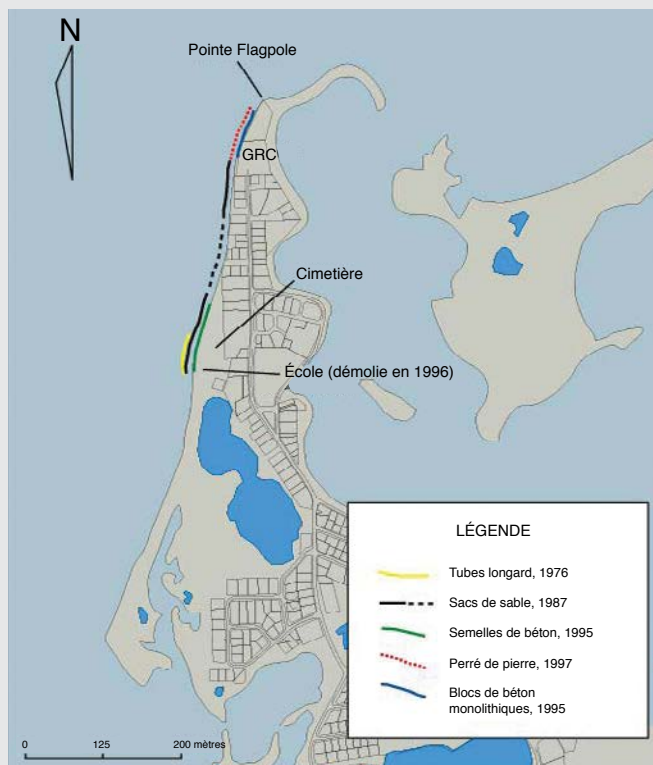 N
Pointe Flagpole
GRC
Cimetière
École (démolie en 1996)
LÉGENDE
Tubes longard, 1976
Sacs de sable, 1987
Semelles de béton, 1995
Perré de pierre, 1997
Blocs de béton
monolithiques, 1995
0 125 200 mètres